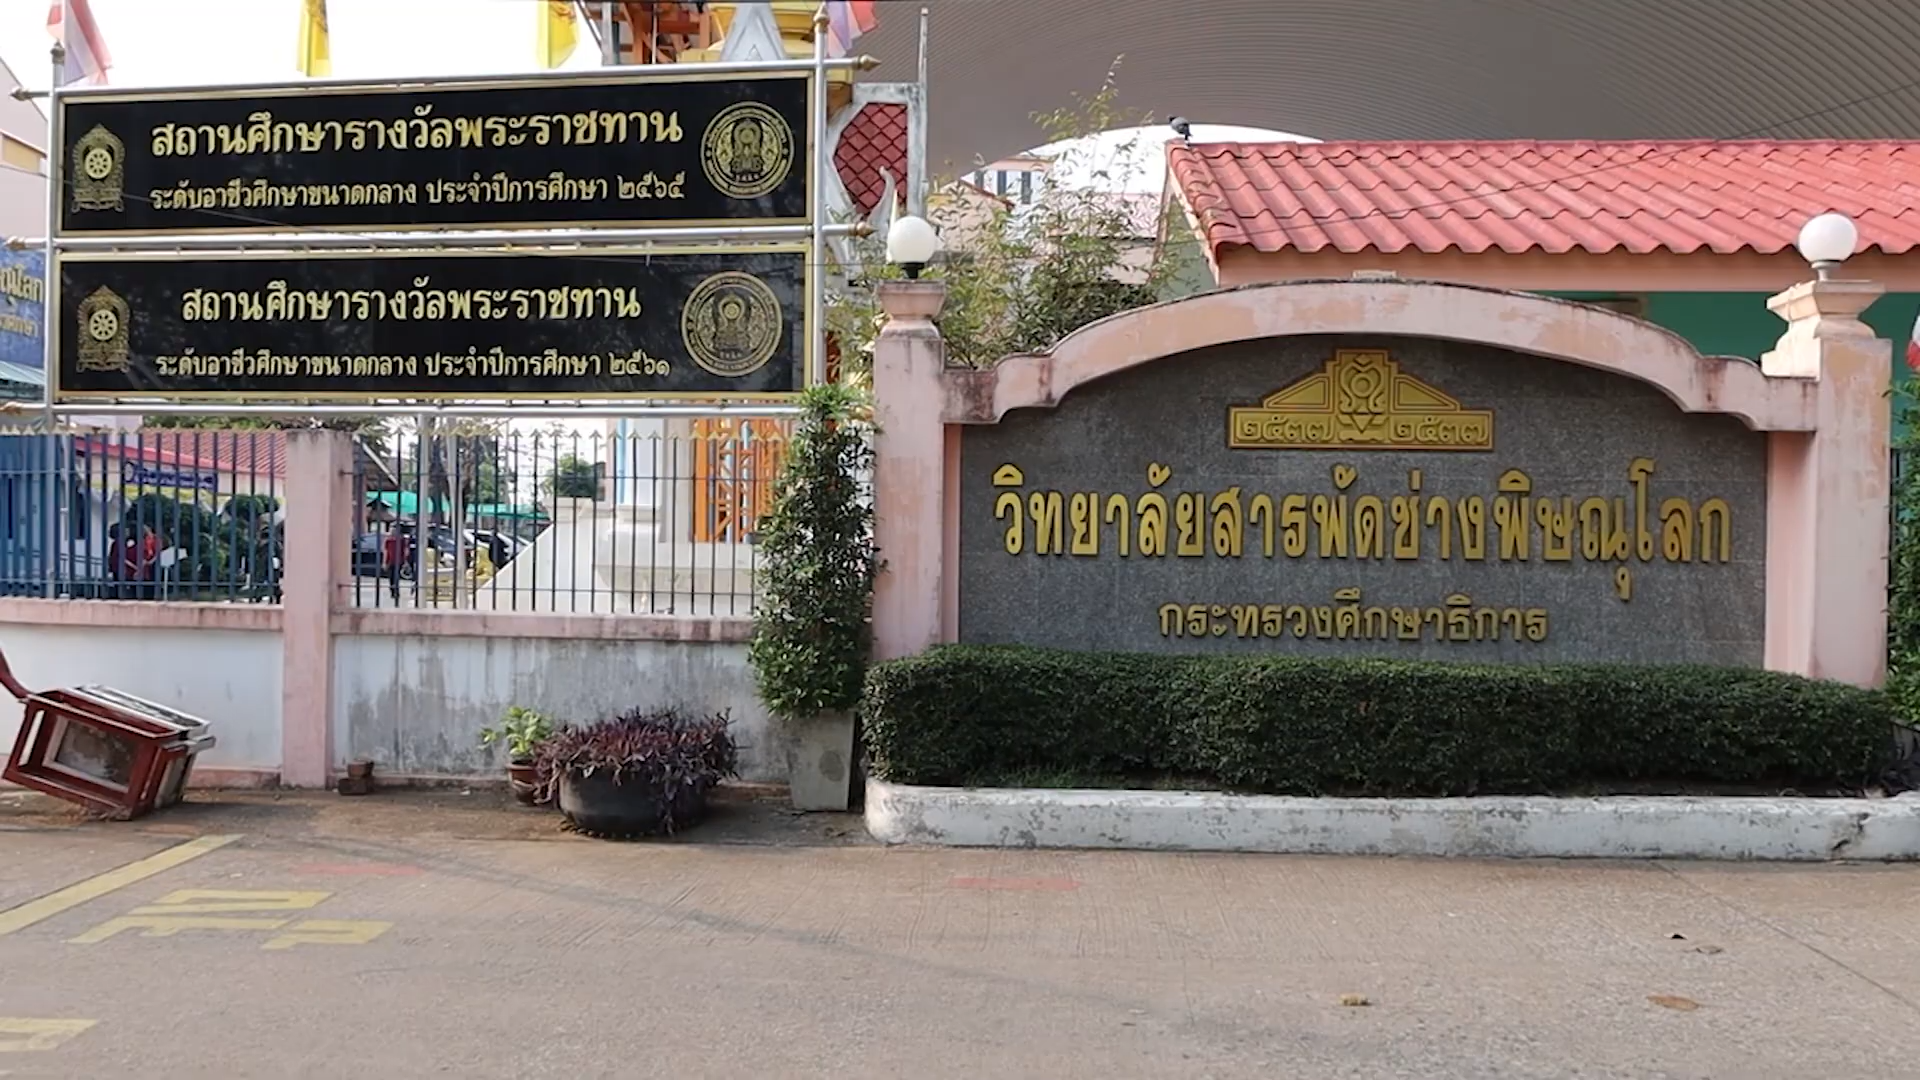 สถานศึกษารางวัลพระราชทาน
ระดับอาชีวศึกษาขนาดกลาง ประจำปีการศึกษา ๒๕๖๕
สถานศึกษารางวัลพระราชทาน
ระดับอาชีวศึกษาขนาดกลาง ประจำปีการศึกษา ๒๕๖๑
๒๕๓๗ ๒๕๓๗
วิทยาลัยสารพัดช่างพิษณุโลก
กระทรวงศึกษาธิการ